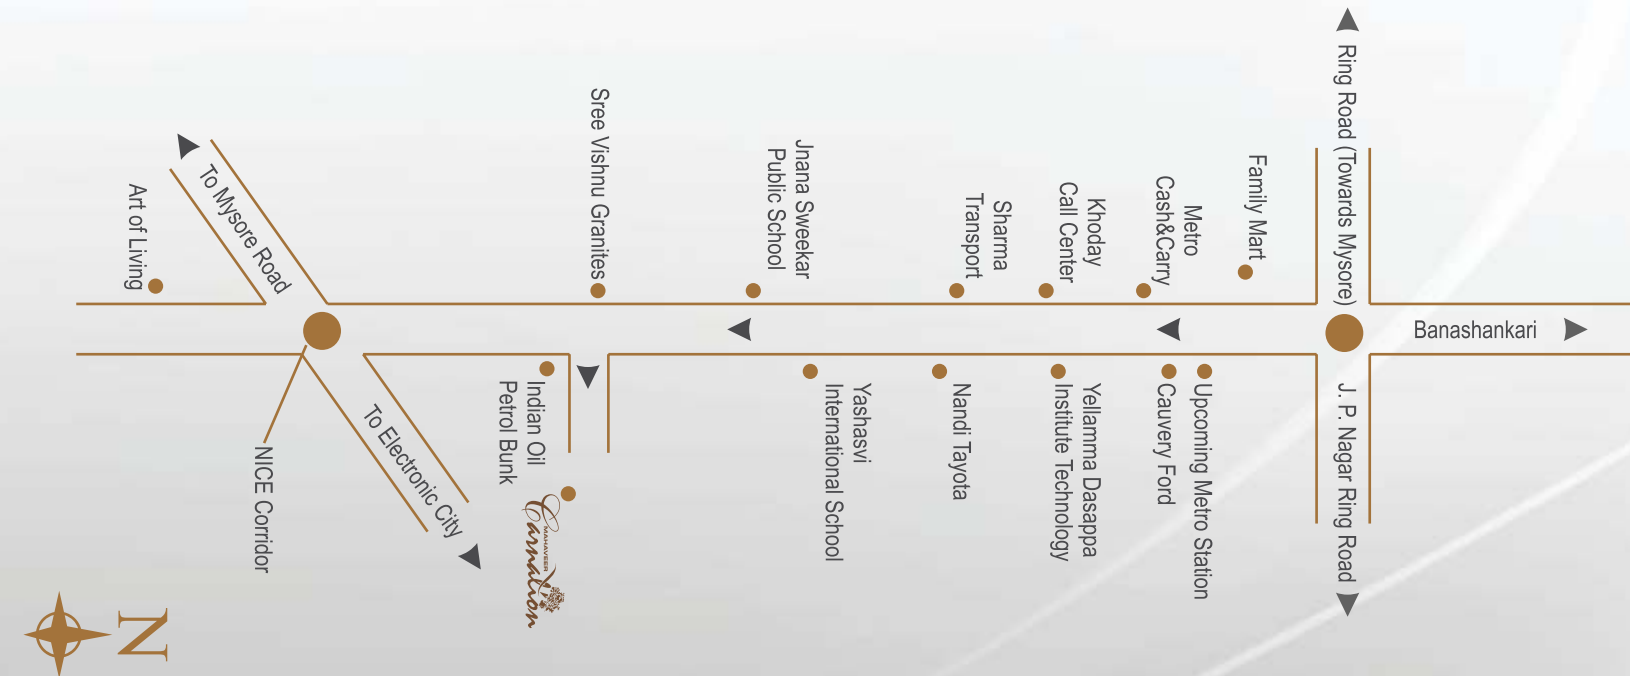 Ring Road (Towards Mysore)
Banashankari
J. P. Nagar Ring Road
Family Mart
Metro
Cash&Carry
Upcoming Metro Station
Cauvery Ford
Khoday
Call Center
Yellamma Dasappa
Institute Technology
Sharma
Transport
Nandi Tayota
Jnana Sweekar
Public School
Yashasvi
International School
Sree Vishnu Granites
Indian Oil
Petrol Bunk
MAHAVEER
Carnation
To Mysore Road
To Electronic City
NICE Corridor
Art of Living
N